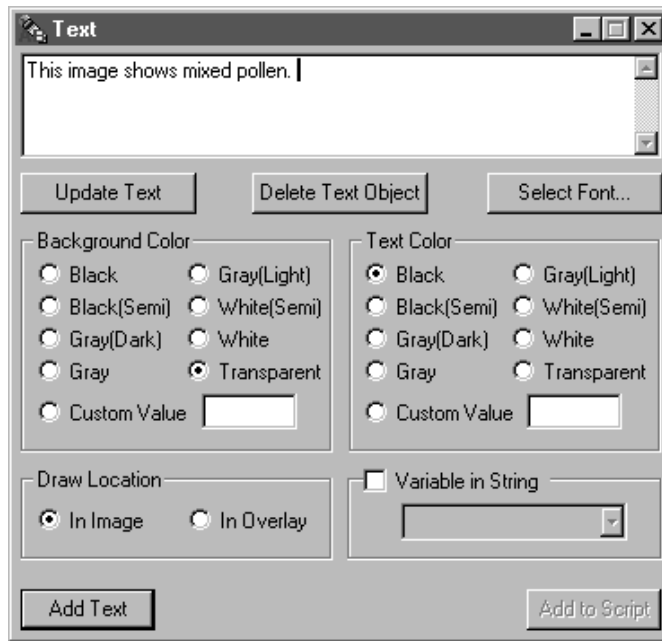 Text
This image shows mixed pollen.
Update Text Delete Text Object Select Font...
Background Color Text Color
Black Gray(Light) Black Gray(Light)
Black(Semi) White(Semi) Black(Semi) White(Semi)
Gray(Dark) White Gray(Dark) White
Gray Transparent Gray Transparent
Custom Value Custom Value
Draw Location Variable in String
In Image In Overlay
Add Text Add to Script